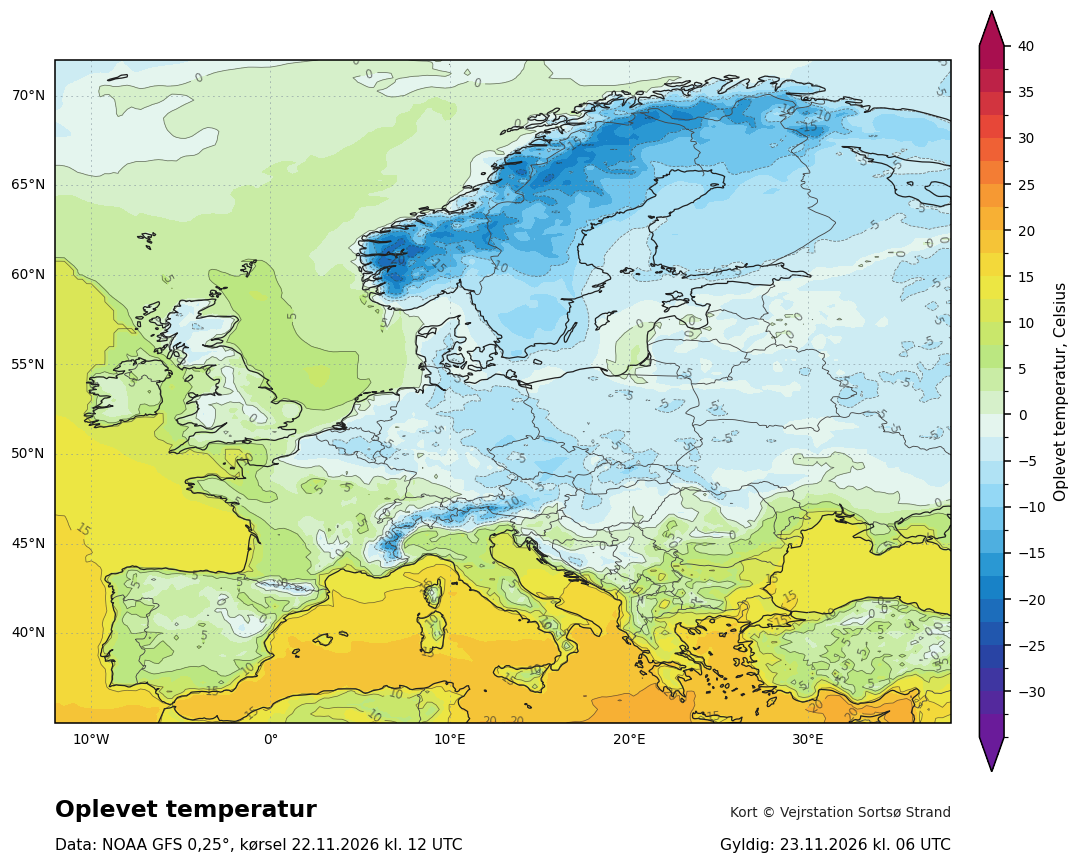 70°N
65°N
60°N
55°N
50°N
45°N
40°N
10°W
0°
10°E
20°E
30°E
40
35
30
25
20
15
10
5
0
−5
−10
−15
−20
−25
−30
Oplevet temperatur, Celsius
Oplevet temperatur
Kort © Vejrstation Sortsø Strand
Data: NOAA GFS 0,25°, kørsel 22.11.2026 kl. 12 UTC
Gyldig: 23.11.2026 kl. 06 UTC